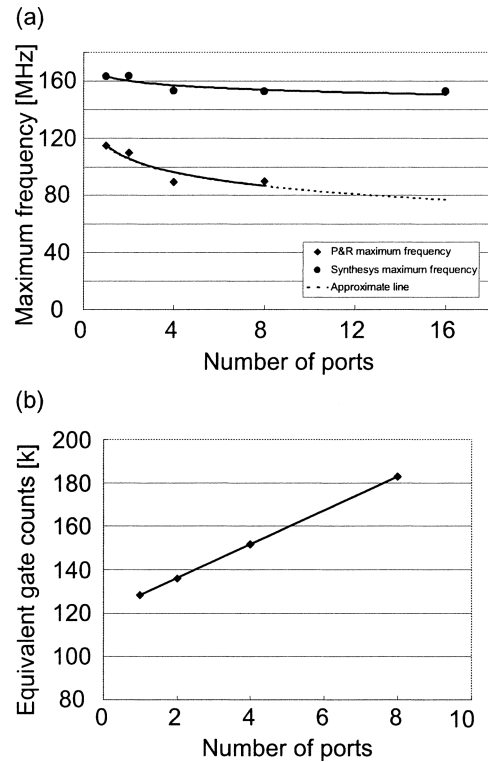 (a)
Maximum frequency [MHz]
160
120
80
40
0
0
4
8
12
16
Number of ports
P&R maximum frequency
Synthesys maximum frequency
Approximate line
(b)
Equivalent gate counts [k]
200
180
160
140
120
100
80
0
2
4
6
8
10
Number of ports